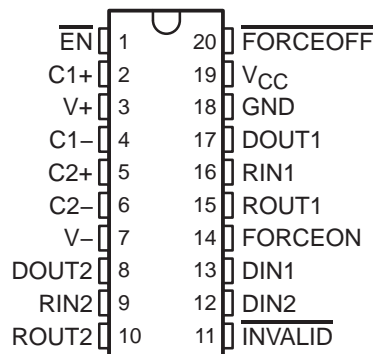 EN 1 20 FORCEOFF
C1+ 2 19 VCC
V+ 3 18 GND
C1− 4 17 DOUT1
C2+ 5 16 RIN1
C2− 6 15 ROUT1
V− 7 14 FORCEON
DOUT2 8 13 DIN1
RIN2 9 12 DIN2
ROUT2 10 11 INVALID